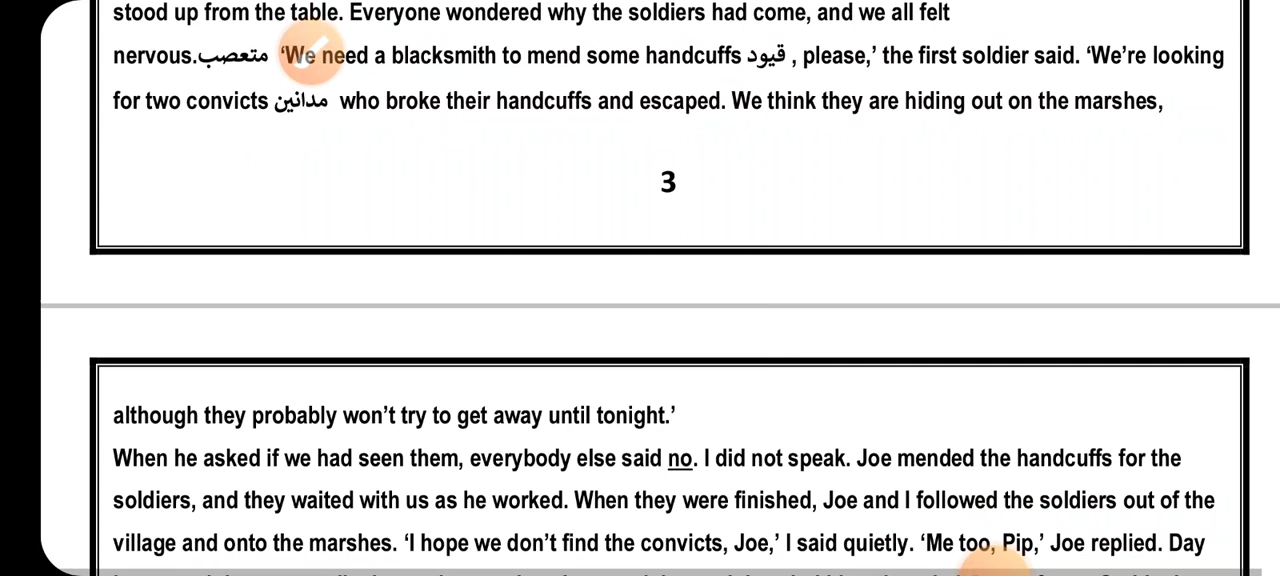 stood up from the table. Everyone wondered why the soldiers had come, and we all felt
nervous.متعصب ‘We need a blacksmith to mend some handcuffs قيود , please,’ the first soldier said. ‘We’re looking
for two convicts مدانين who broke their handcuffs and escaped. We think they are hiding out on the marshes,
3
although they probably won’t try to get away until tonight.’
When he asked if we had seen them, everybody else said no. I did not speak. Joe mended the handcuffs for the
soldiers, and they waited with us as he worked. When they were finished, Joe and I followed the soldiers out of the
village and onto the marshes. ‘I hope we don’t find the convicts, Joe,’ I said quietly. ‘Me too, Pip,’ Joe replied. Day